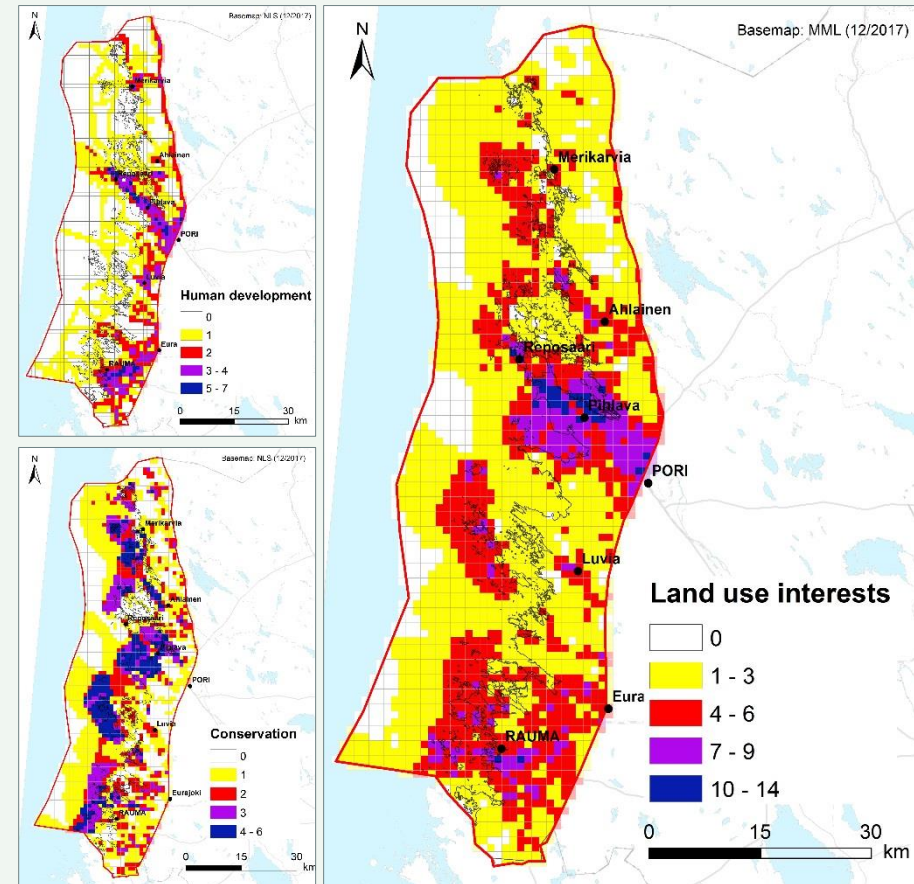 N
Basemap: NLS (12/2017)
Merikarvia
Ahlainen
Reposaari
Pihlava
PORI
Luvia
Human development
0
1
2
3 - 4
5 - 7
Eura
RAUMA
0 15 30
km
N
Basemap: NLS (12/2017)
Merikarvia
Ahlainen
Reposaari
Pihlava
PORI
Luvia
Conservation
0
1
2
3
4 - 6
Eurajoki
RAUMA
0 15 30
km
N
Basemap: MML (12/2017)
Merikarvia
Ahlainen
Reposaari
Pihlava
PORI
Luvia
Land use interests
0
1 - 3
4 - 6
7 - 9
10 - 14
Eura
RAUMA
0 15 30
km